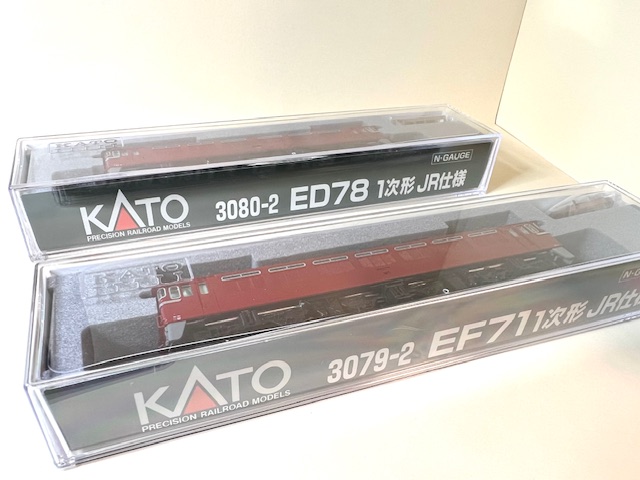 KATO
PRECISION RAILROAD MODELS
3080-2 ED78 1次形 JR仕様
N-GAUGE
KATO
PRECISION RAILROAD MODELS
3079-2 EF71 1次形 JR仕
N-G